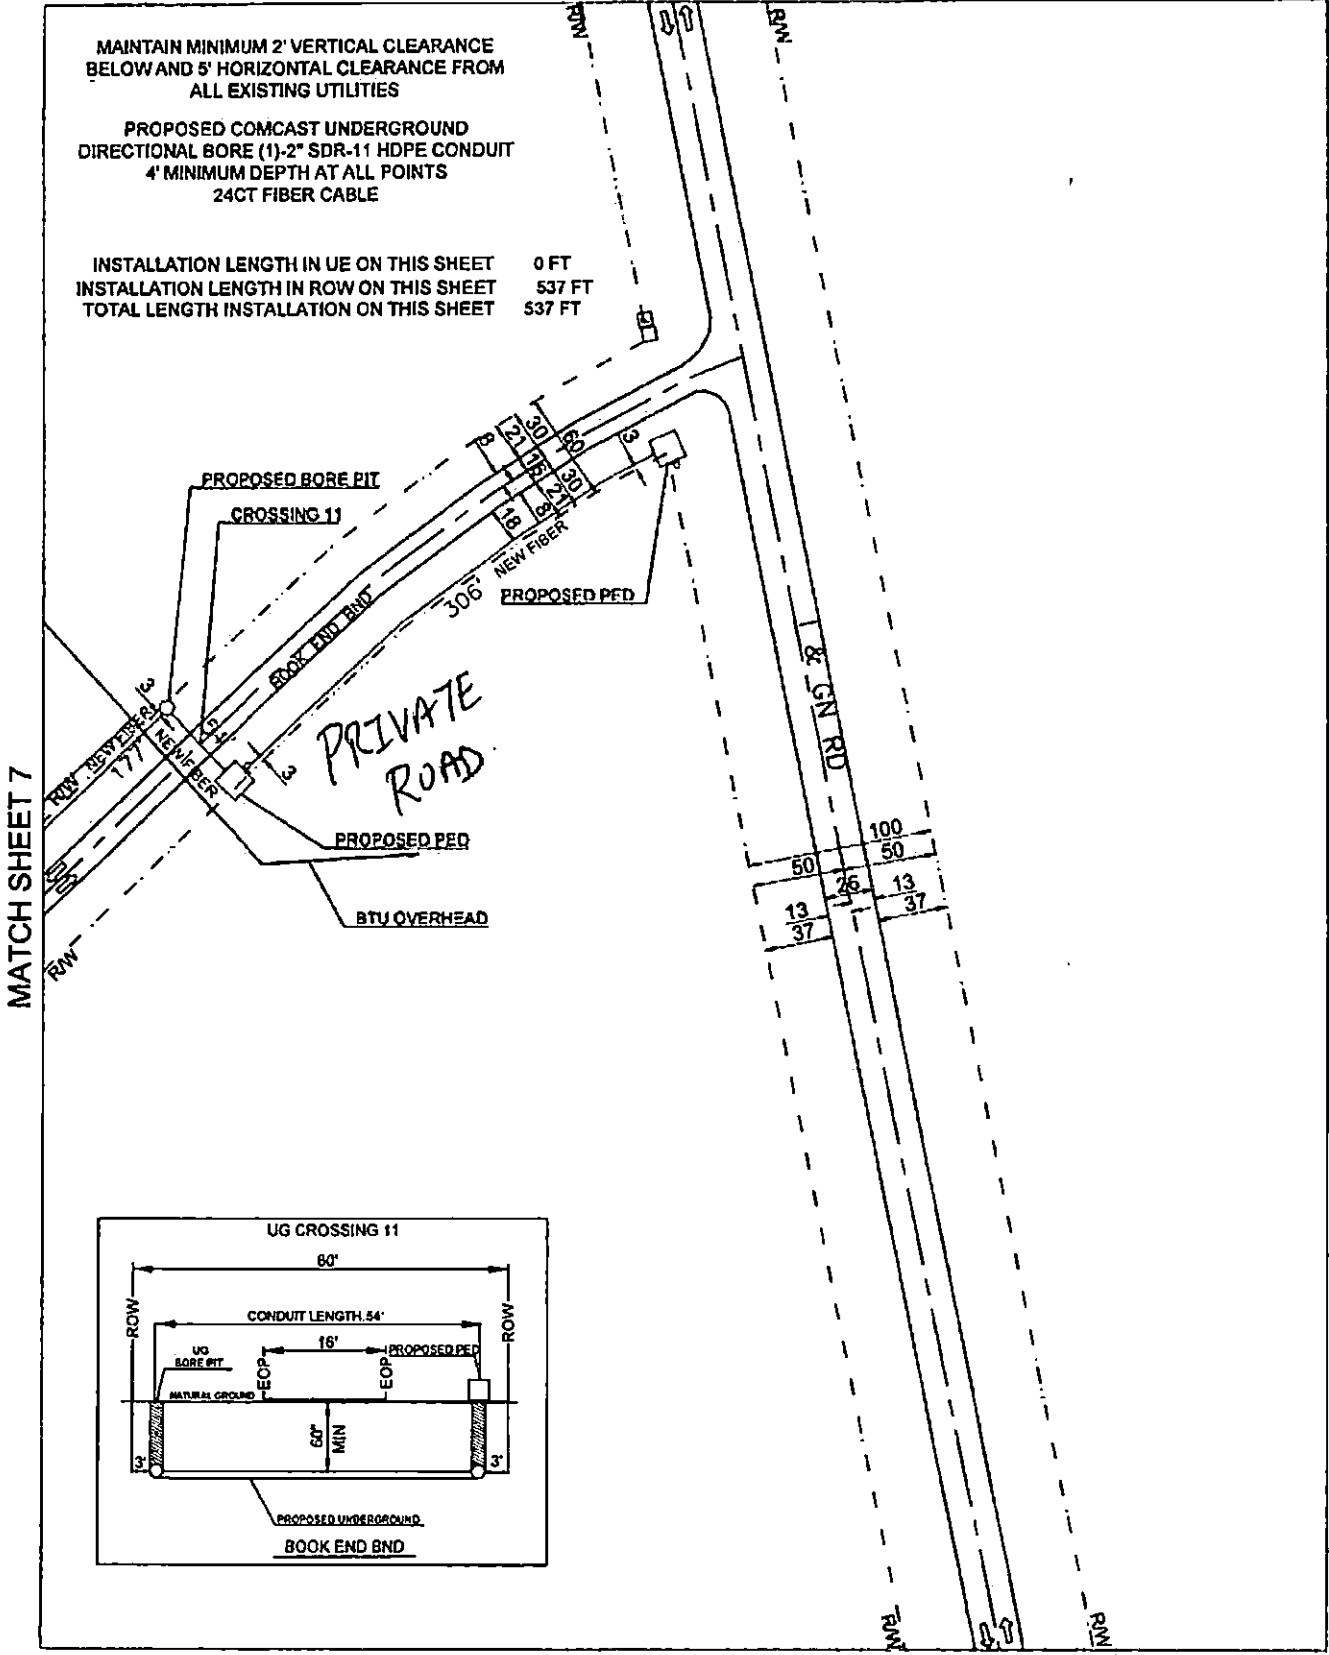 MAINTAIN MINIMUM 2' VERTICAL CLEARANCE
BELOW AND 5' HORIZONTAL CLEARANCE FROM
ALL EXISTING UTILITIES
PROPOSED COMCAST UNDERGROUND
DIRECTIONAL BORE (1)-2" SDR-11 HDPE CONDUIT
4' MINIMUM DEPTH AT ALL POINTS
24CT FIBER CABLE
INSTALLATION LENGTH IN UE ON THIS SHEET 0 FT
INSTALLATION LENGTH IN ROW ON THIS SHEET 537 FT
TOTAL LENGTH INSTALLATION ON THIS SHEET 537 FT
R/W
R/W
8
21
30
60
16
3
30
21
8
18
NEW FIBER
306'
PROPOSED BORE PIT
CROSSING 11
PROPOSED PED
BOOK END BND
I & GN RD
PRIVATE
ROAD
3
R/W
NEW FIBER
177'
NEW FIBER
3
PROPOSED PED
BTU OVERHEAD
R/W
MATCH SHEET 7
100
50
50
26
13
37
13
37
UG CROSSING 11
60'
ROW
ROW
CONDUIT LENGTH 54'
16'
UG
BORE PIT
PROPOSED PED
EOP
EOP
NATURAL GROUND
60"
MIN
3'
3'
PROPOSED UNDERGROUND
BOOK END BND
R/W
R/W